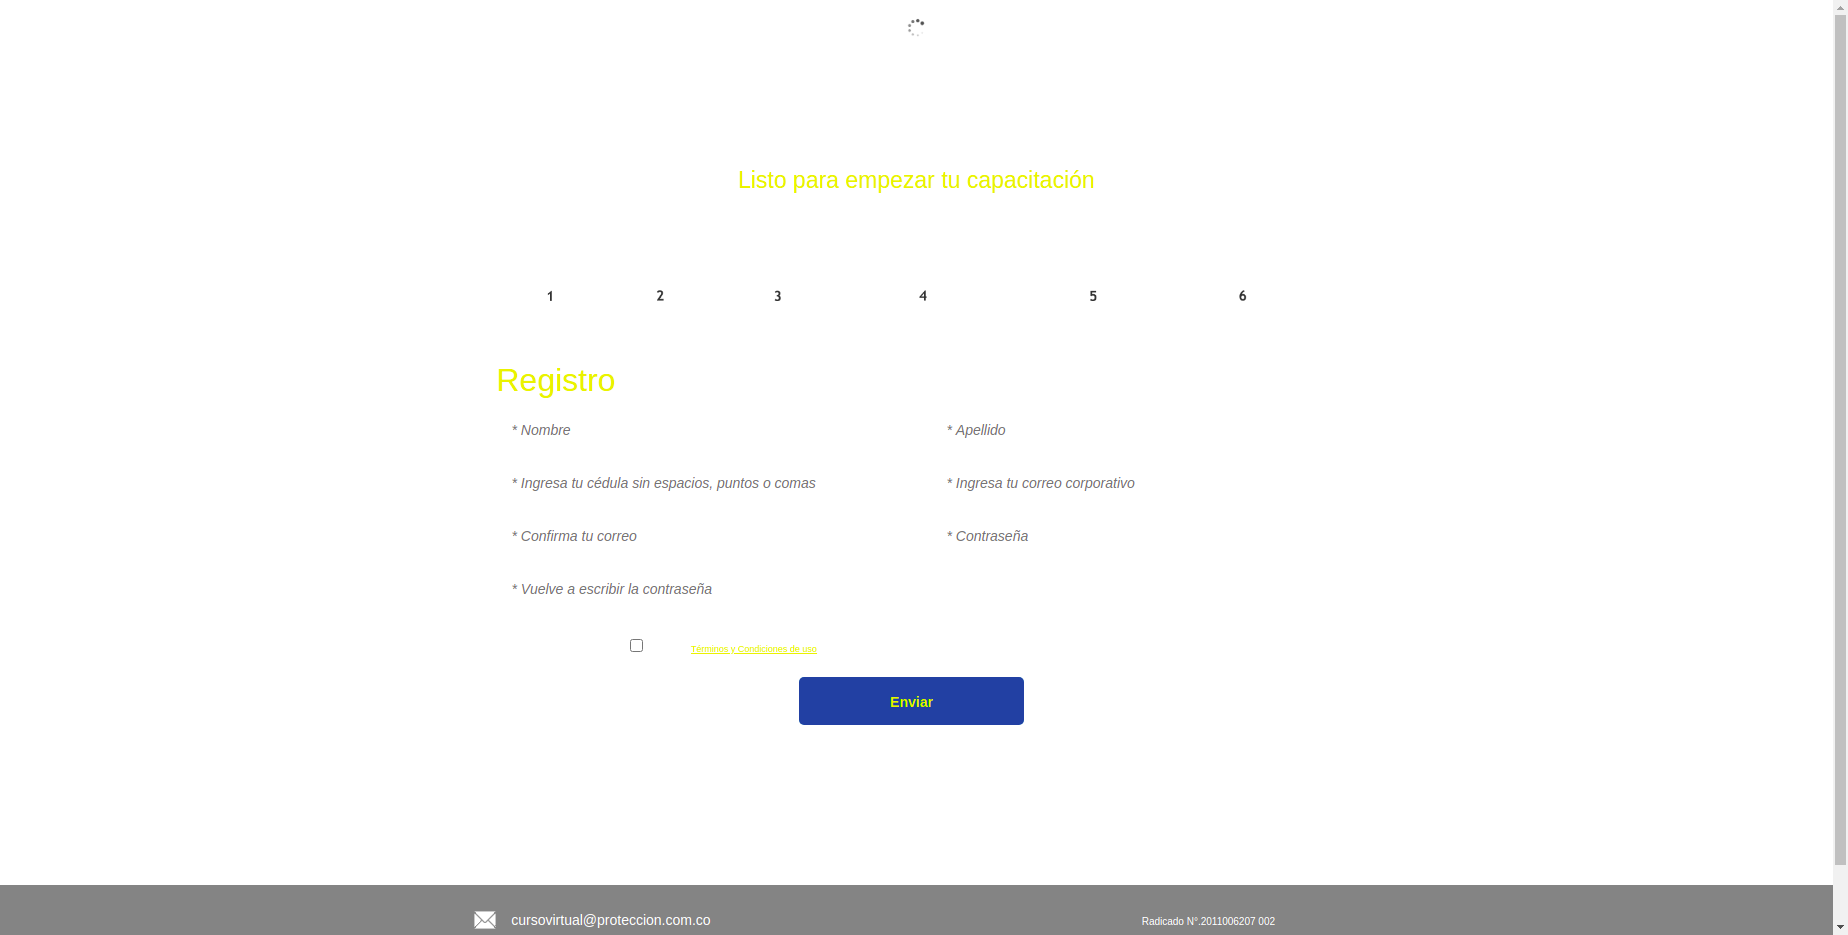 Listo para empezar tu capacitación
1 2 3 4 5 6
Registro
* Nombre * Apellido
* Ingresa tu cédula sin espacios, puntos o comas * Ingresa tu correo corporativo
* Confirma tu correo * Contraseña
* Vuelve a escribir la contraseña
Términos y Condiciones de uso
Enviar
cursovirtual@proteccion.com.co Radicado N°.2011006207 002